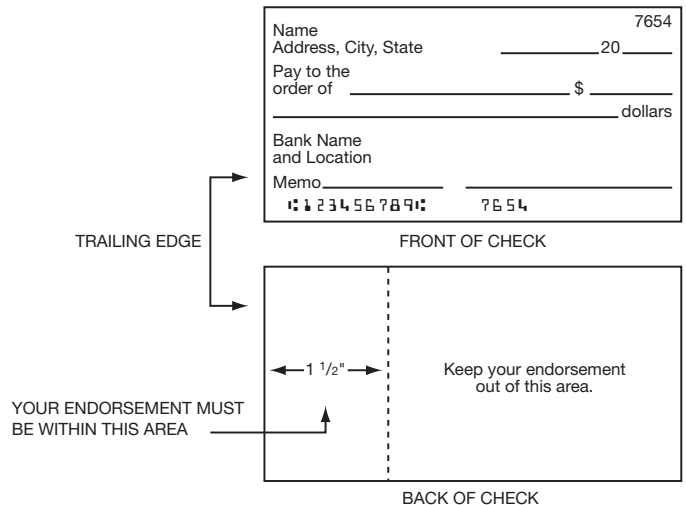 7654
Name
Address, City, State 20
Pay to the
order of $
dollars
Bank Name
and Location
Memo
⑆123456789⑆ 7654
TRAILING EDGE
FRONT OF CHECK
1 1/2"
Keep your endorsement
out of this area.
YOUR ENDORSEMENT MUST
BE WITHIN THIS AREA
BACK OF CHECK